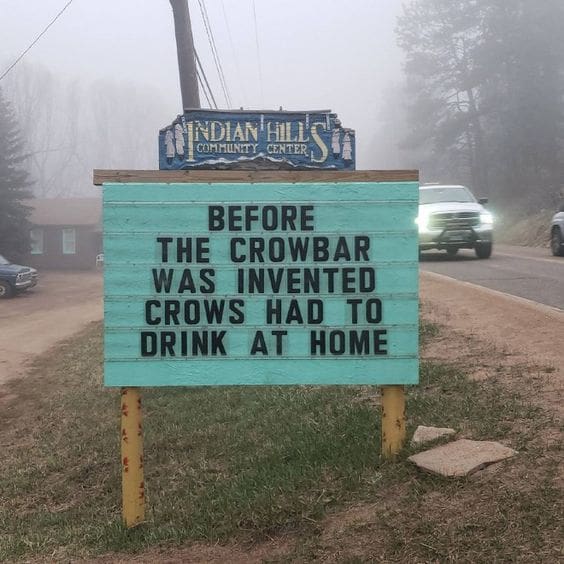 INDIAN HILLS
COMMUNITY CENTER
BEFORE
THE CROWBAR
WAS INVENTED
CROWS HAD TO
DRINK AT HOME